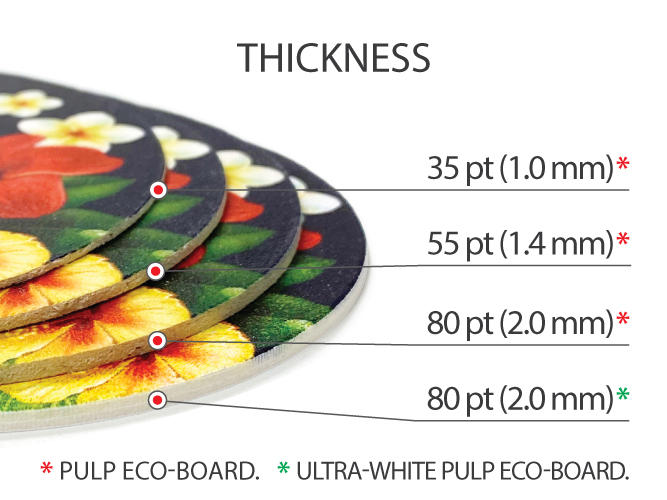 THICKNESS
35 pt (1.0 mm)*
55 pt (1.4 mm)*
80 pt (2.0 mm)*
80 pt (2.0 mm)*
* PULP ECO-BOARD. * ULTRA-WHITE PULP ECO-BOARD.